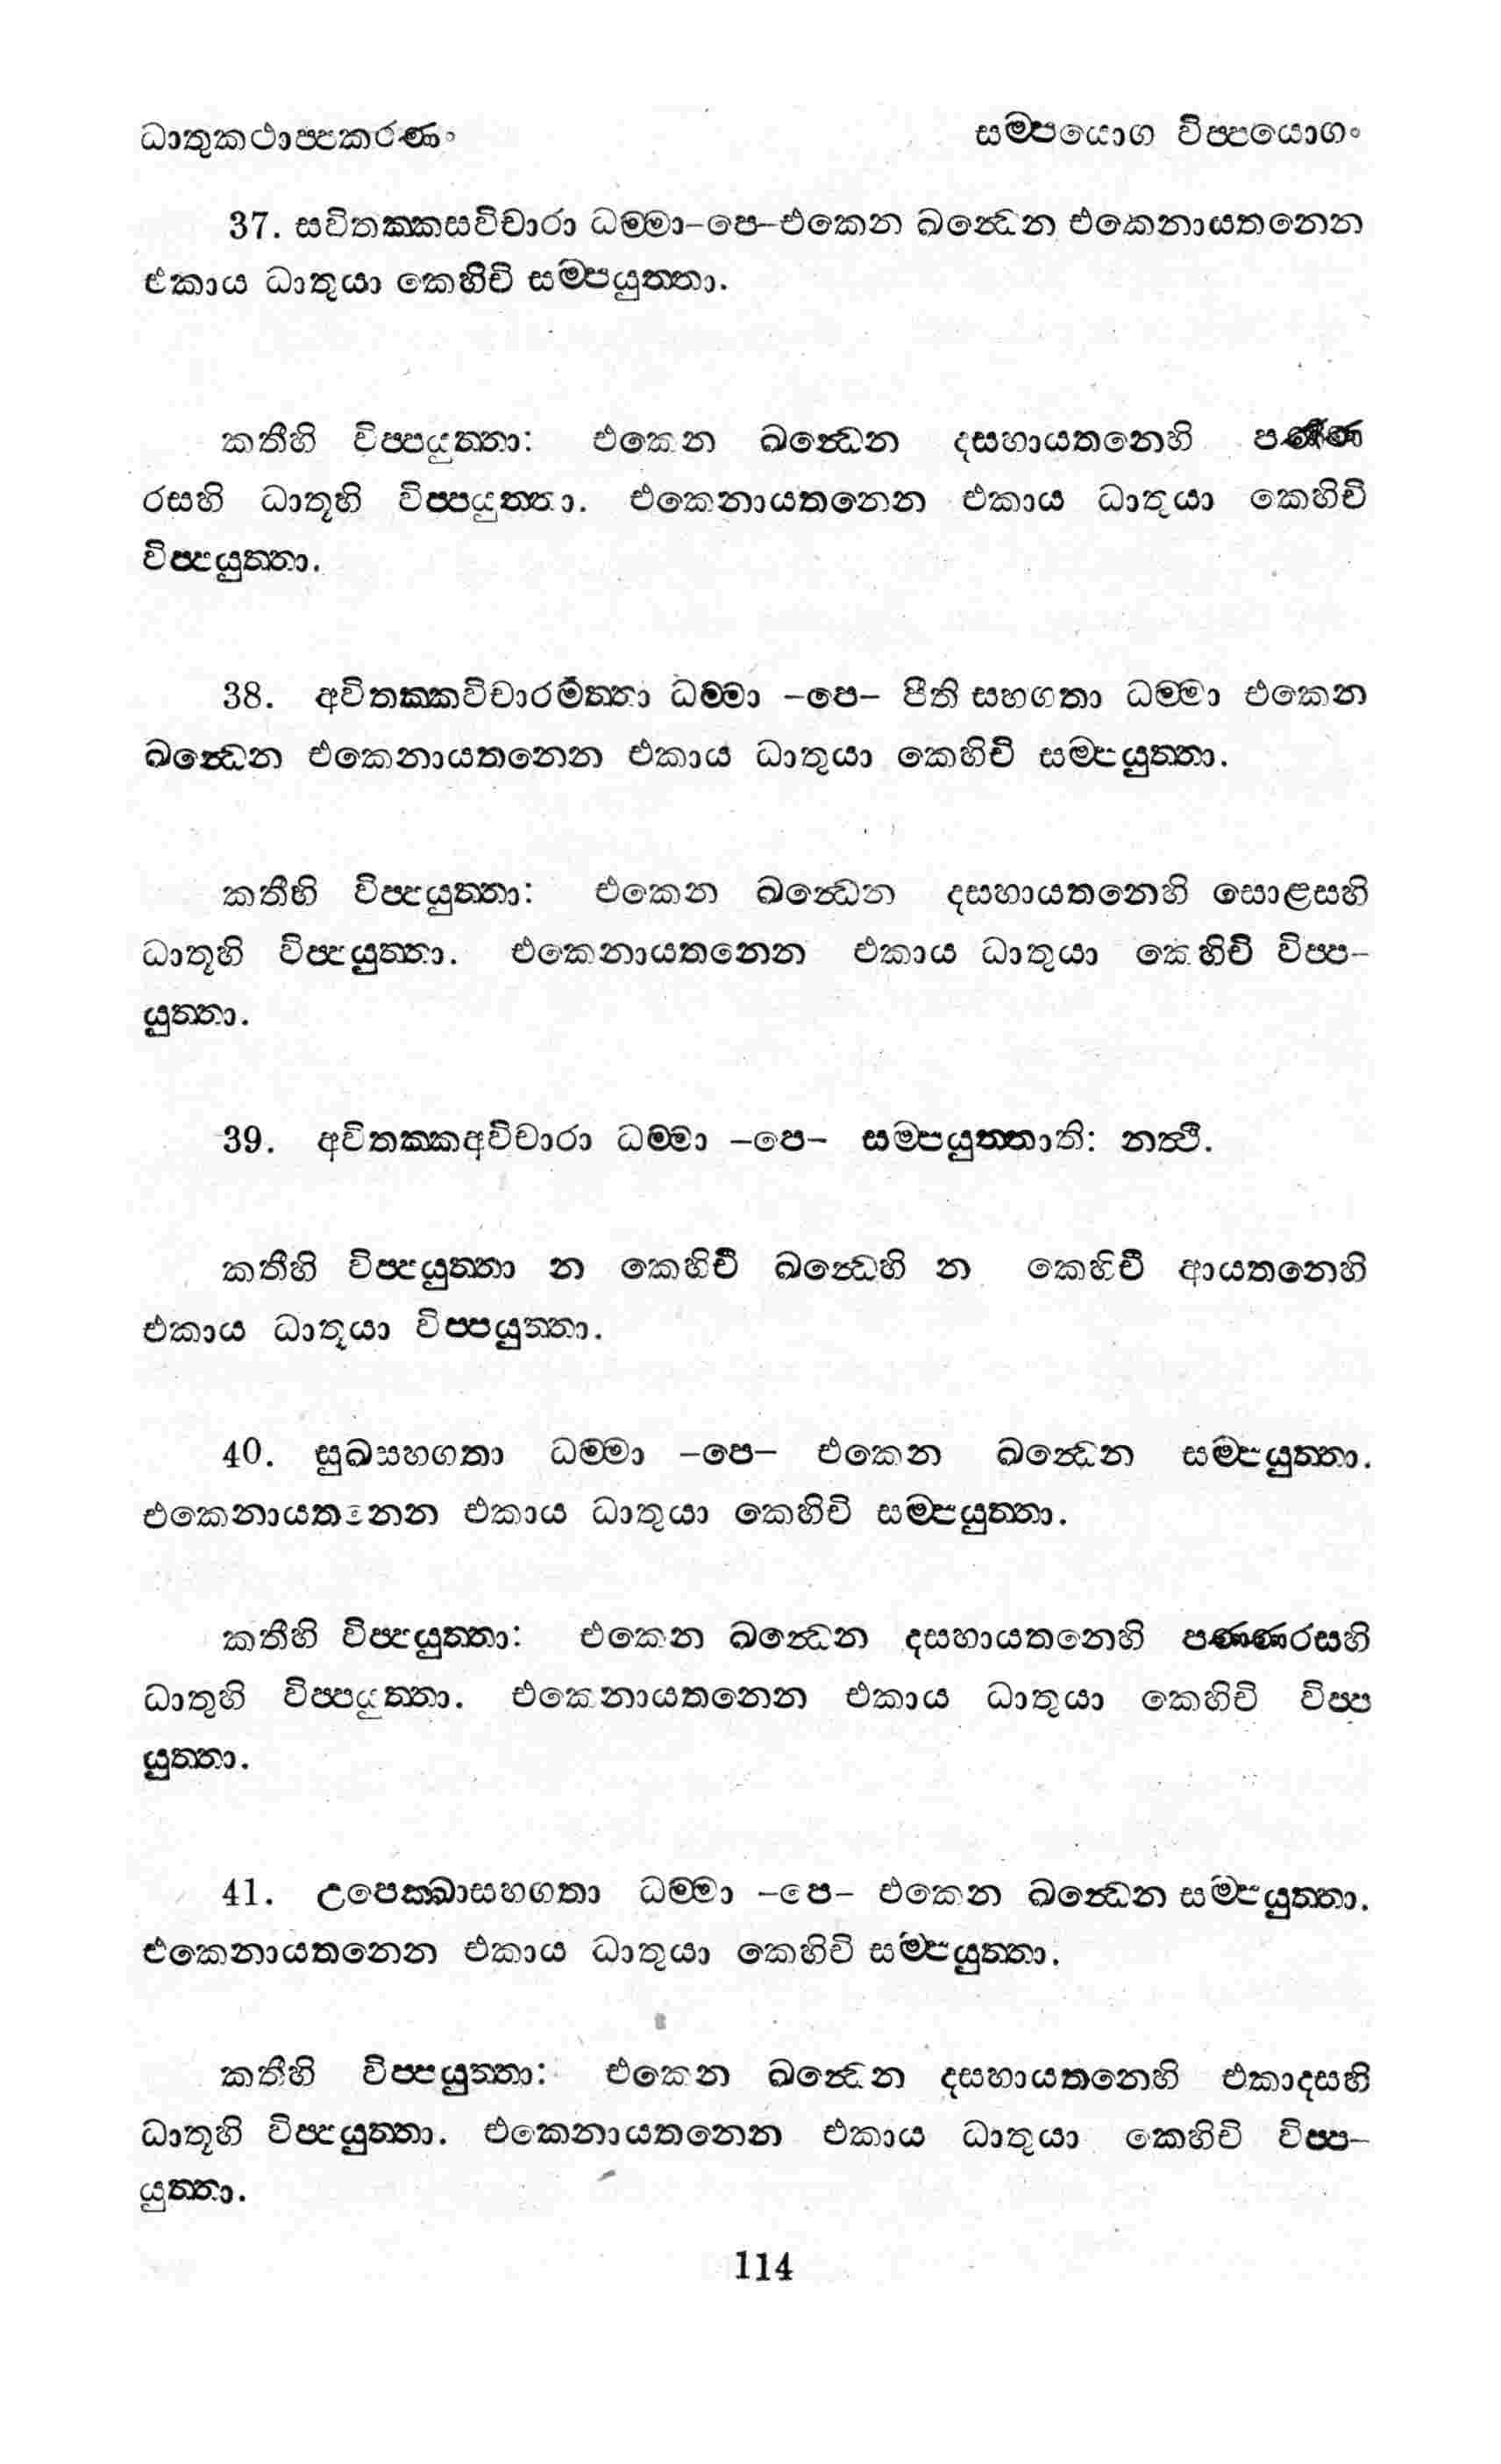 ධාතුකථාප්පකරණං සම්පයොග විප්පයොගං
37. සවිතක්කසවිචාරා ධම්මා-පෙ-එකෙන ඛන්ධෙන එකෙනායතනෙන
එකාය ධාතුයා කෙහිචි සම්පයුත්තා.
කතීහි විප්පයුත්තා: එකෙන ඛන්ධෙන දසහායතනෙහි පණ්ණ
රසහි ධාතූහි විප්පයුත්තා. එකෙනායතනෙන එකාය ධාතුයා කෙහිචි
විප්පයුත්තා.
38. අවිතක්කවිචාරමත්තා ධම්මා -පෙ- පීති සහගතා ධම්මා එකෙන
ඛන්ධෙන එකෙනායතනෙන එකාය ධාතුයා කෙහිචි සම්පයුත්තා.
කතීහි විප්පයුත්තා: එකෙන ඛන්ධෙන දසහායතනෙහි සොළසහි
ධාතූහි විප්පයුත්තා. එකෙනායතනෙන එකාය ධාතුයා කෙහිචි විප්ප-
යුත්තා.
39. අවිතක්කඅවිචාරා ධම්මා -පෙ- සම්පයුත්තාති: නත්ථි.
කතීහි විප්පයුත්තා න කෙහිචි ඛන්ධෙහි න කෙහිචි ආයතනෙහි
එකාය ධාතුයා විප්පයුත්තා.
40. සුඛසහගතා ධම්මා -පෙ- එකෙන ඛන්ධෙන සම්පයුත්තා.
එකෙනායතනෙන එකාය ධාතුයා කෙහිචි සම්පයුත්තා.
කතීහි විප්පයුත්තා: එකෙන ඛන්ධෙන දසහායතනෙහි පණ්ණරසහි
ධාතුහි විප්පයුත්තා. එකෙනායතනෙන එකාය ධාතුයා කෙහිචි විප්ප
යුත්තා.
41. උපෙක්ඛාසහගතා ධම්මා -පෙ- එකෙන ඛන්ධෙන සම්පයුත්තා.
එකෙනායතනෙන එකාය ධාතුයා කෙහිචි සම්පයුත්තා.
කතීහි විප්පයුත්තා: එකෙන ඛන්ධෙන දසහායතනෙහි එකාදසහි
ධාතූහි විප්පයුත්තා. එකෙනායතනෙන එකාය ධාතුයා කෙහිචි විප්ප-
යුත්තා.
114